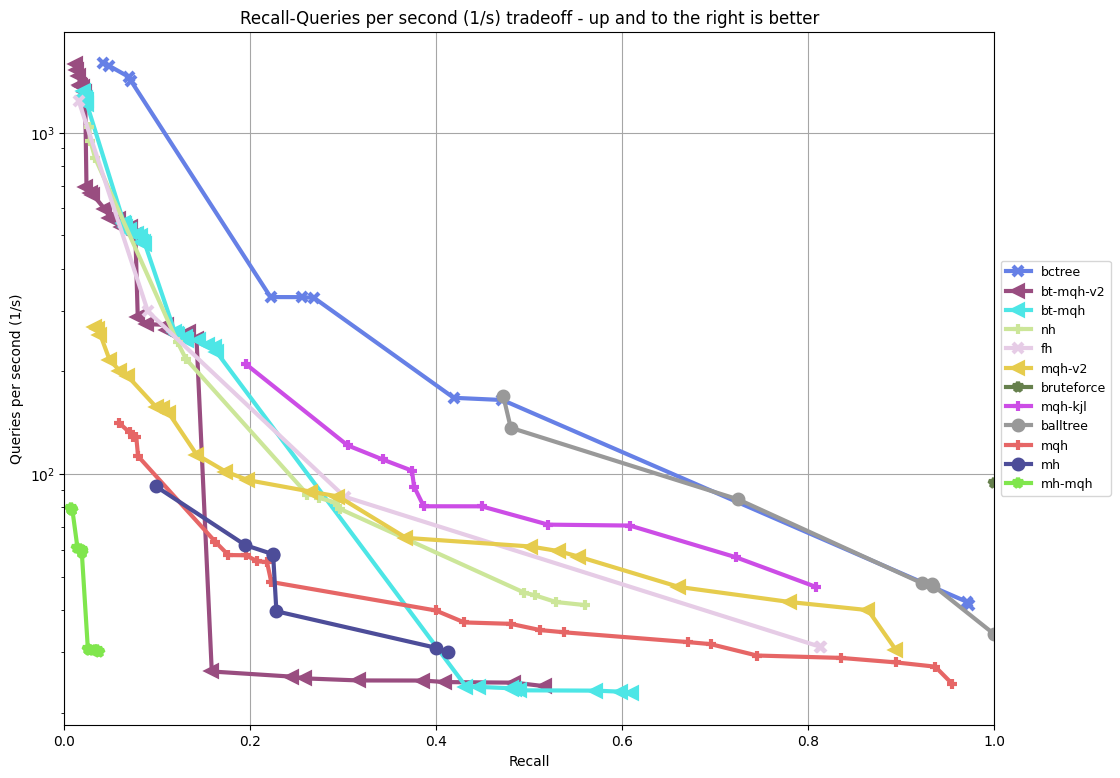 Recall-Queries per second (1/s) tradeoff - up and to the right is better
Queries per second (1/s)
10³
10²
0.0 0.2 0.4 0.6 0.8 1.0
Recall
bctree
bt-mqh-v2
bt-mqh
nh
fh
mqh-v2
bruteforce
mqh-kjl
balltree
mqh
mh
mh-mqh